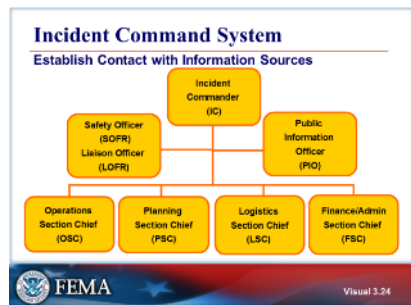 Incident Command System
Establish Contact with Information Sources
Incident
Commander
(IC)
Safety Officer
(SOFR)
Liaison Officer
(LOFR)
Public
Information
Officer
(PIO)
Operations
Section Chief
(OSC)
Planning
Section Chief
(PSC)
Logistics
Section Chief
(LSC)
Finance/Admin
Section Chief
(FSC)
FEMA
Visual 3.24